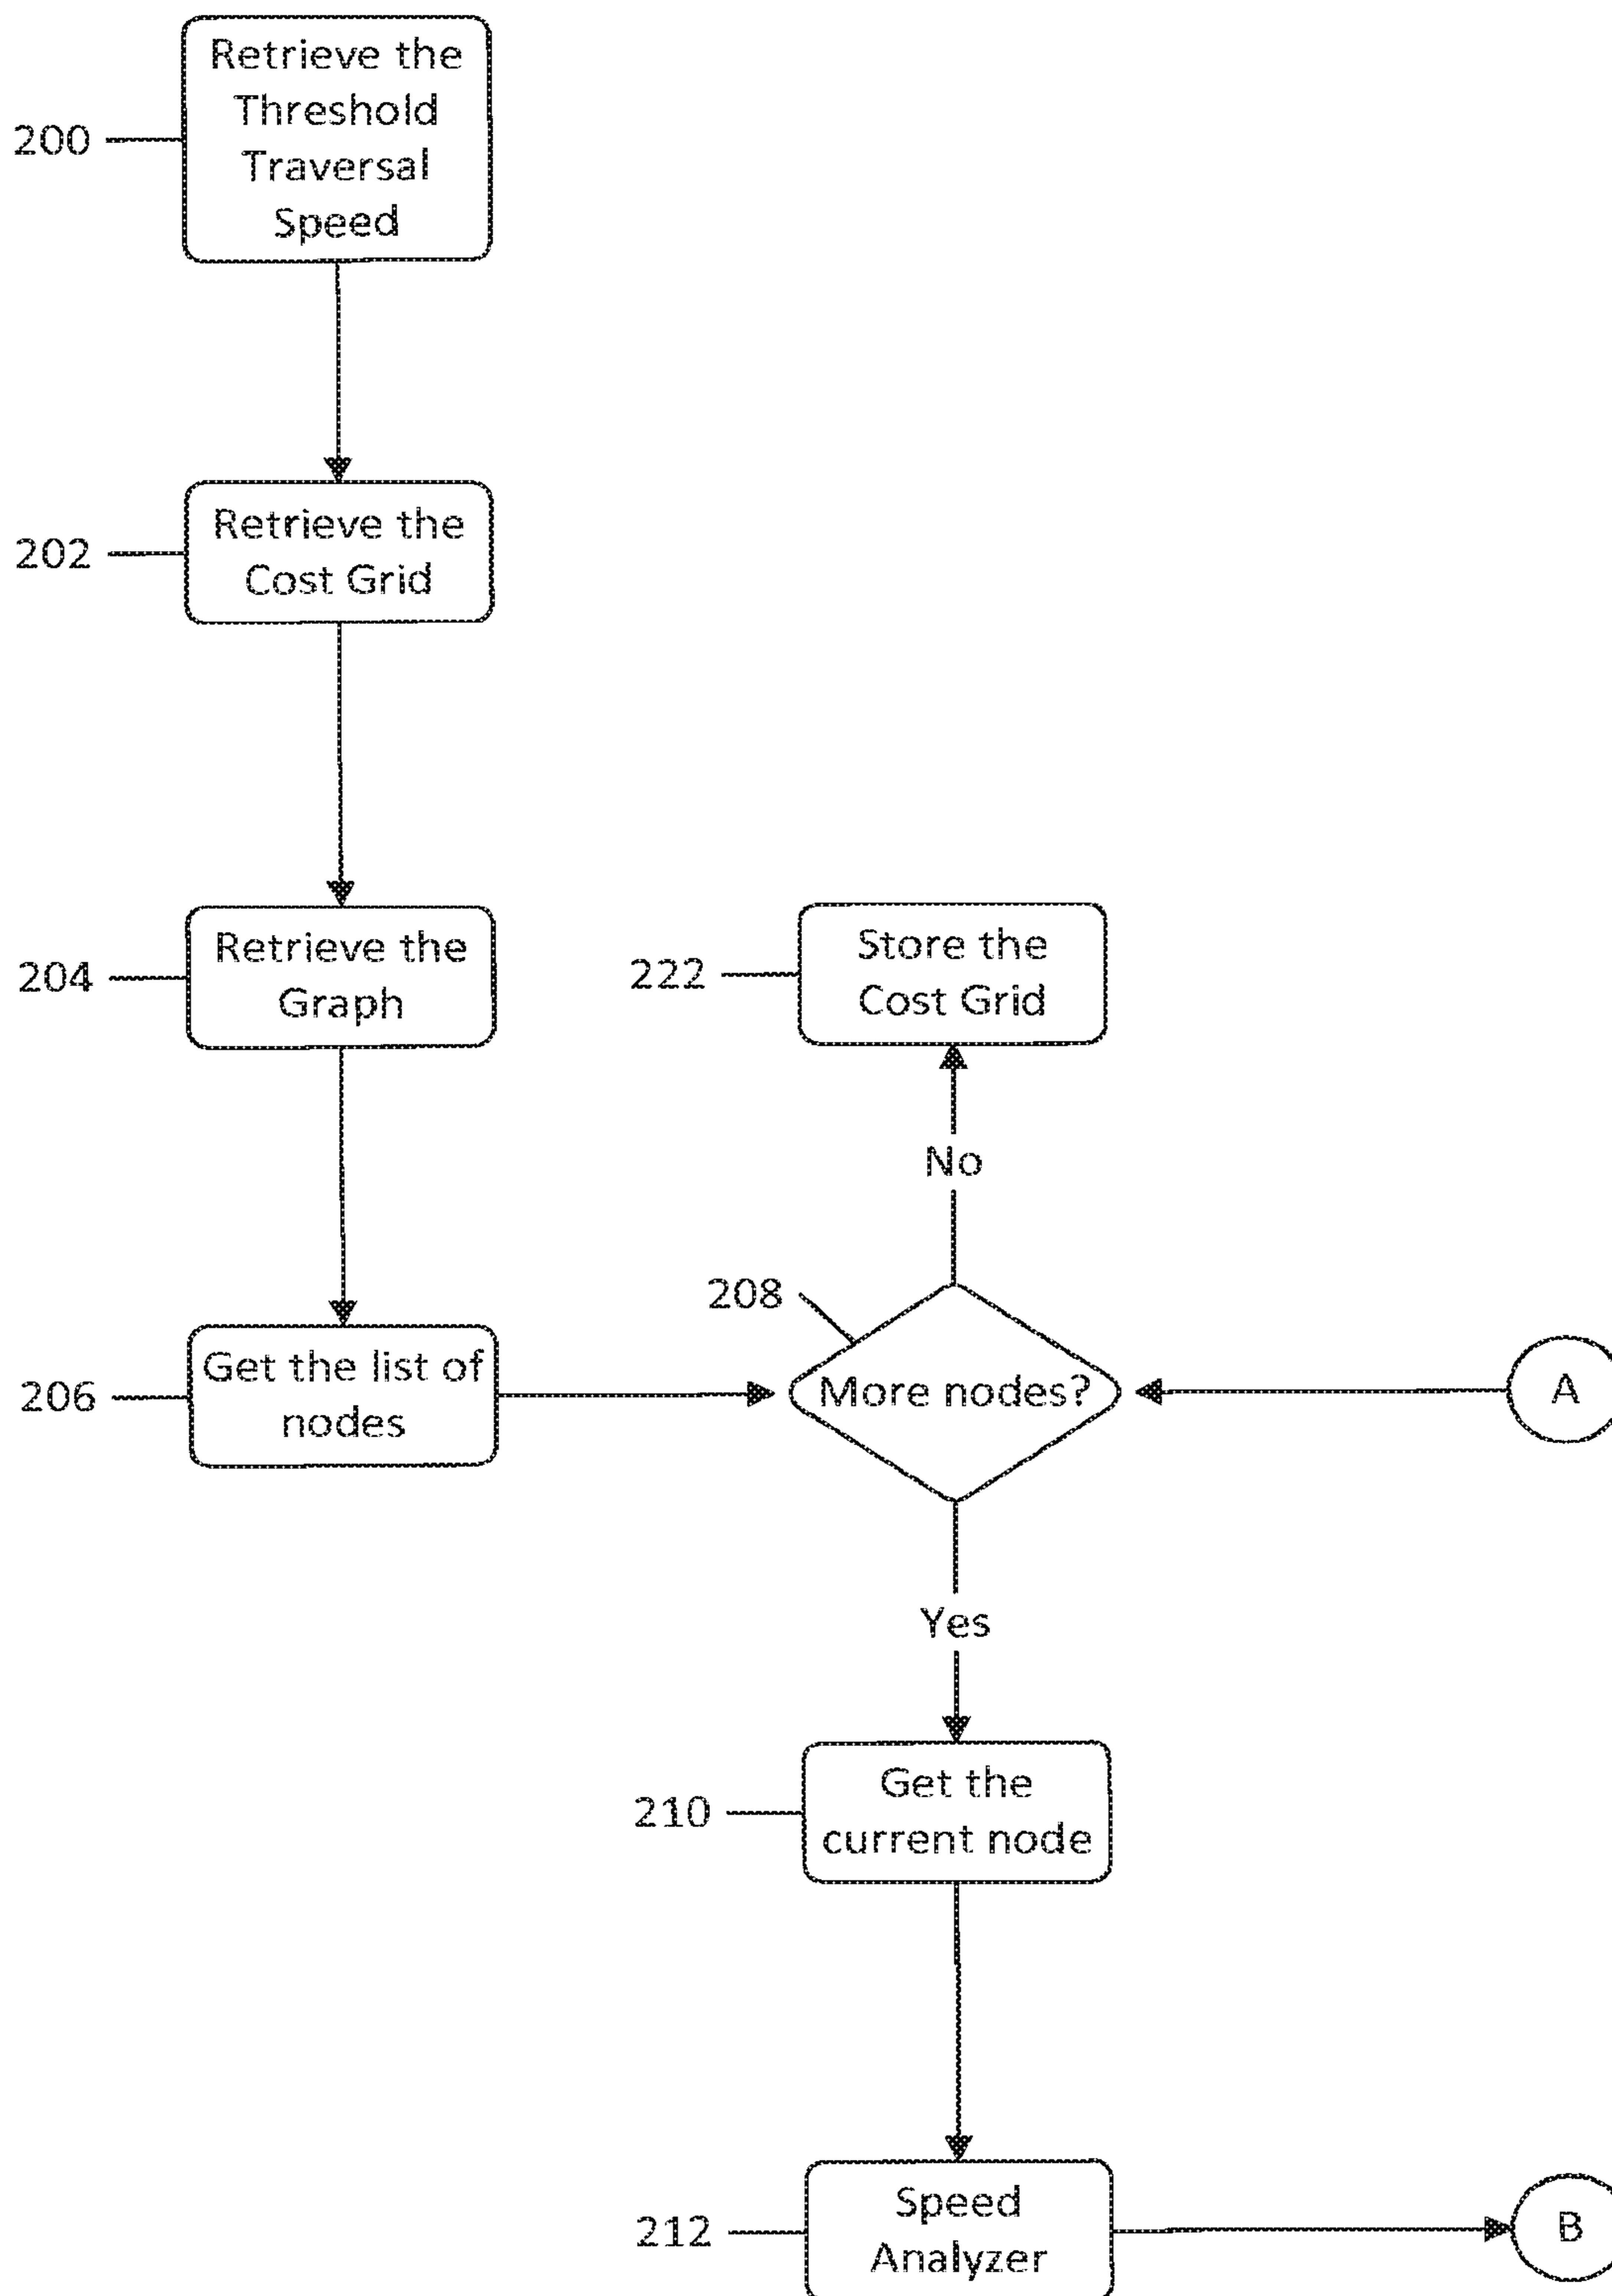 Retrieve the
Threshold
Traversal
Speed
200
Retrieve the
Cost Grid
202
Retrieve the
Graph
204
Store the
Cost Grid
222
No
208
Get the list of
nodes
206
More nodes?
A
Yes
Get the
current node
210
Speed
Analyzer
212
B